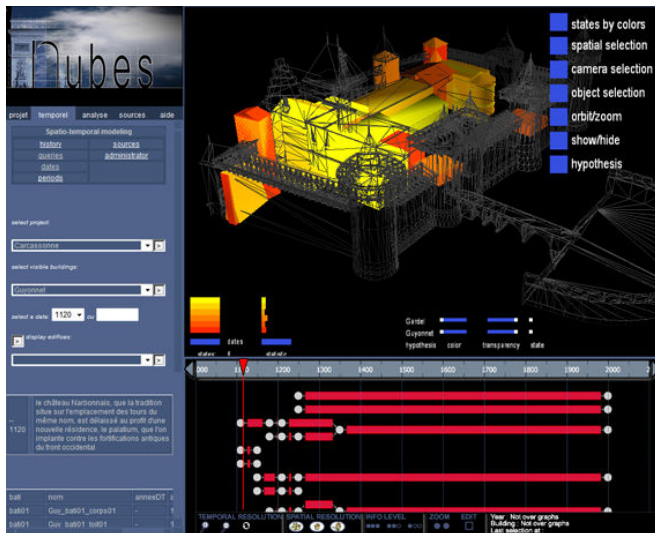 nubes
projet temporel analyse sources aide
Spatio-temporal modeling
history sources
queries administrator
dates
periods
select project:
Carcassonne
select visible buildings:
Guyonnet
select a date: 1120 ou
display edifices:
–
1120
le château Narbonnais, que la tradition
situe sur l'emplacement des tours du
même nom, est délaissé au profit d'une
nouvelle résidence, le palatium, que l'on
implante contre les fortifications antiques
du front occidental
bati nom annexDT
bati01 Guy_bati01_corps01 -
bati01 Guy_bati01_toit01 -
states by colors
spatial selection
camera selection
object selection
orbit/zoom
show/hide
hypothesis
dates
states:
Gardel
Guyonnet
hypothesis color transparency state
1000 1100 1200 1300 1400 1500 1600 1700 1800 1900 2000
TEMPORAL RESOLUTION SPATIAL RESOLUTION INFO LEVEL ZOOM EDIT
Year : Not over graphs
Building : Not over graphs
Last selection at :